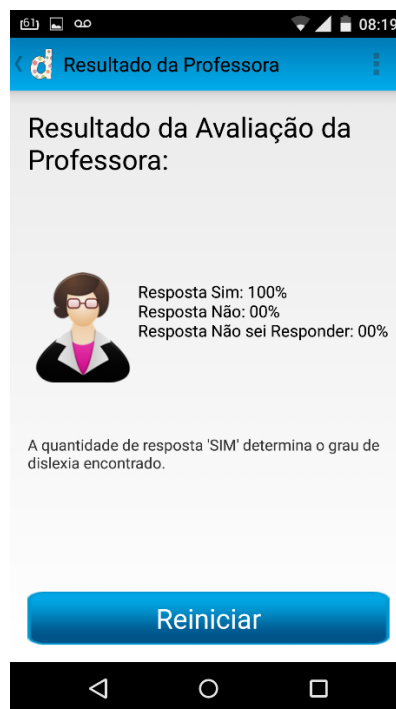 61 08:19
Resultado da Professora
Resultado da Avaliação da
Professora:
Resposta Sim: 100%
Resposta Não: 00%
Resposta Não sei Responder: 00%
A quantidade de resposta 'SIM' determina o grau de
dislexia encontrado.
Reiniciar